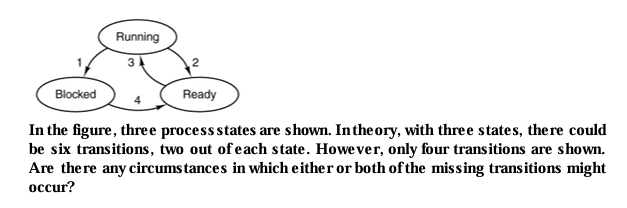 Running
1
3
2
Blocked
4
Ready
In the figure, three process states are shown. In theory, with three states, there could
be six transitions, two out of each state. However, only four transitions are shown.
Are there any circumstances in which either or both of the missing transitions might
occur?